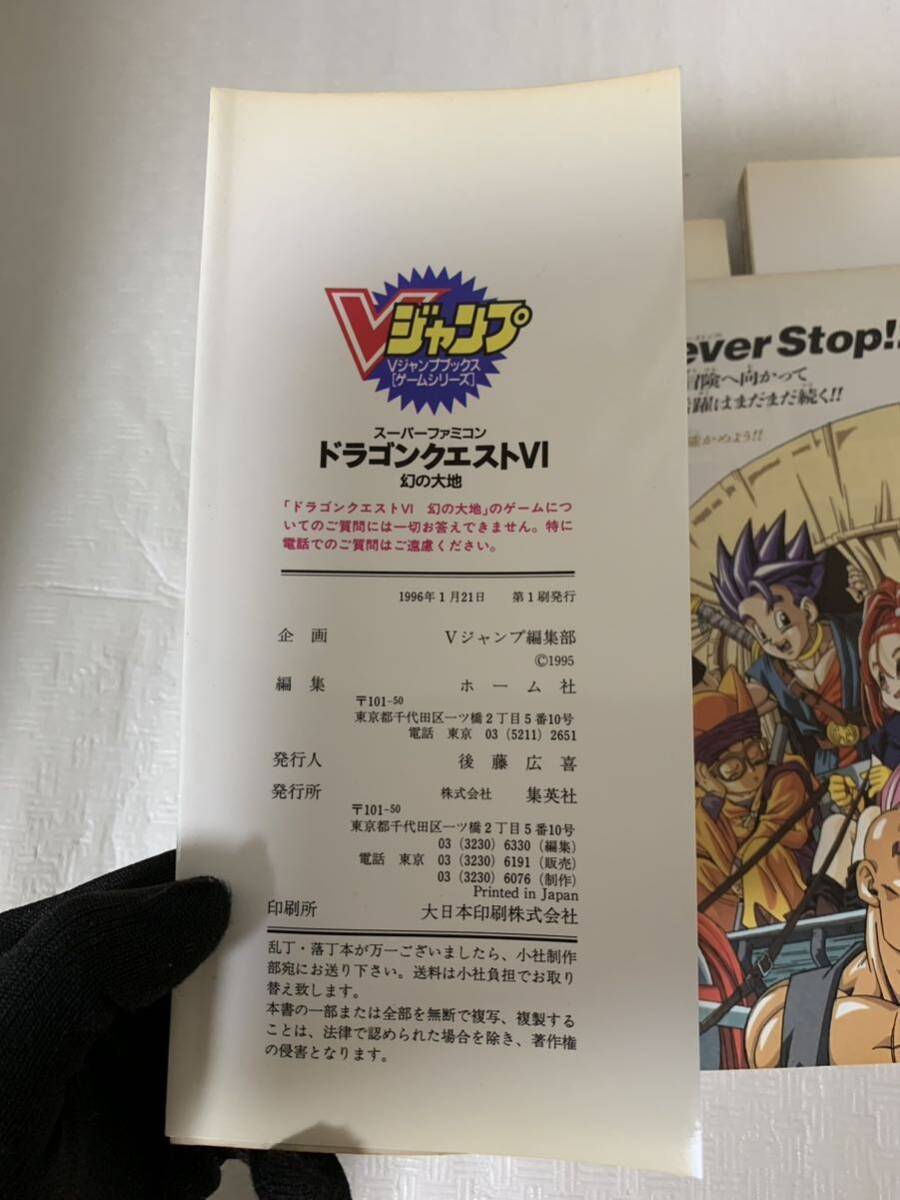 Vジャンプ
Vジャンプブックス
[ゲームシリーズ]
スーパーファミコン
ドラゴンクエストVI
幻の大地
「ドラゴンクエストVI 幻の大地」のゲームにつ
いてのご質問には一切お答えできません。特に
電話でのご質問はご遠慮ください。
1996年1月21日 第1刷発行
企画 Vジャンプ編集部
©1995
編集 ホーム社
〒101-50
東京都千代田区一ツ橋2丁目5番10号
電話 東京 03(5211)2651
発行人 後藤広喜
発行所 株式会社 集英社
〒101-50
東京都千代田区一ツ橋2丁目5番10号
03(3230)6330(編集)
電話 東京 03(3230)6191(販売)
03(3230)6076(制作)
Printed in Japan
印刷所 大日本印刷株式会社
乱丁・落丁本が万一ございましたら、小社制作
部宛にお送り下さい。送料は小社負担でお取り
替え致します。
本書の一部または全部を無断で複写、複製する
ことは、法律で認められた場合を除き、著作権
の侵害となります。
ever Stop!
冒険へ向かって
躍はまだまだ続く!!
確かめよう!!